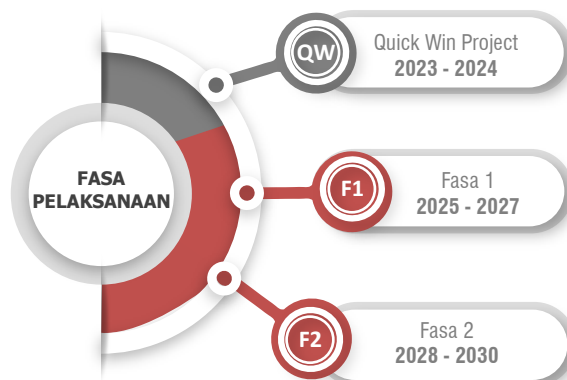 FASA
PELAKSANAAN
QW
Quick Win Project
2023 - 2024
F1
Fasa 1
2025 - 2027
F2
Fasa 2
2028 - 2030